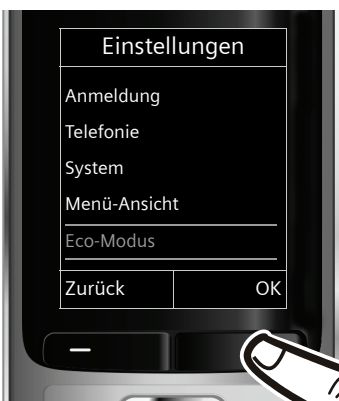 Einstellungen
Anmeldung
Telefonie
System
Menü-Ansicht
Eco-Modus
Zurück OK